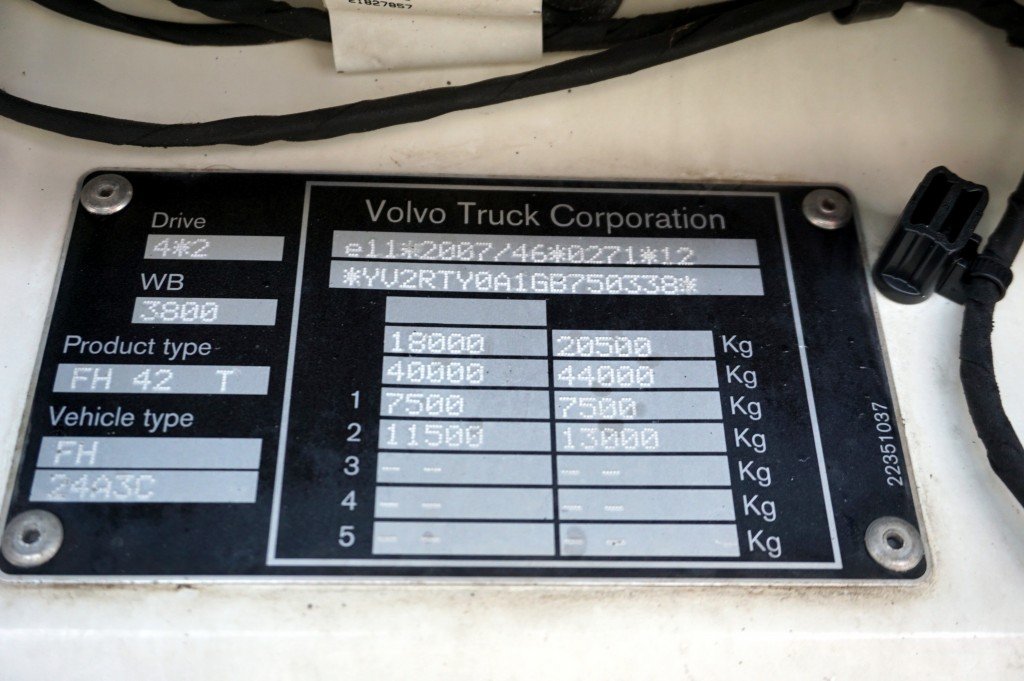 21827857
Drive
4*2
WB
3800
Product type
FH 42 T
Vehicle type
FH
24A3C
Volvo Truck Corporation
e11*2007/46*0271*12
*YV2RTY0A1GB750338*
18000 20500 Kg
40000 44000 Kg
1 7500 7500 Kg
2 11500 13000 Kg
3 -- -- -- -- Kg
4 -- -- -- -- Kg
5 -- -- -- -- Kg
22351037